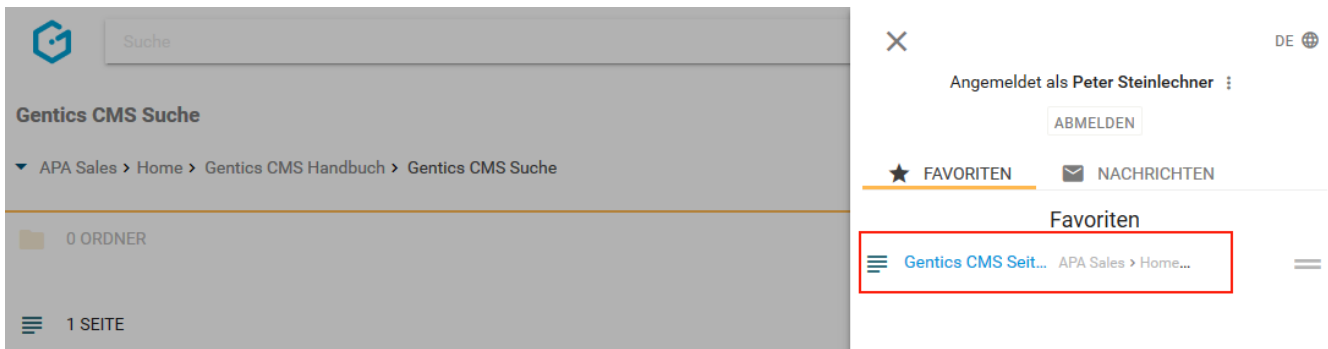 Suche
Gentics CMS Suche
APA Sales > Home > Gentics CMS Handbuch > Gentics CMS Suche
0 ORDNER
1 SEITE
DE
Angemeldet als Peter Steinlechner
ABMELDEN
FAVORITEN NACHRICHTEN
Favoriten
Gentics CMS Seit... APA Sales > Home...